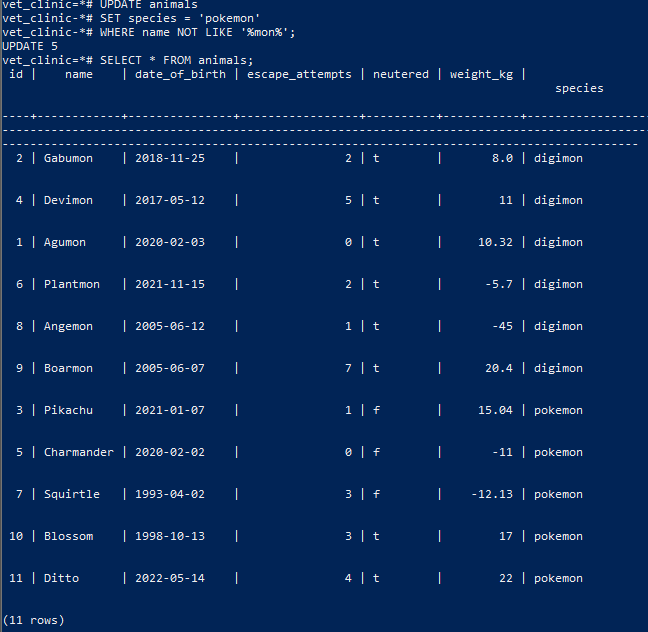 vet_clinic=*# UPDATE animals
vet_clinic-*# SET species = 'pokemon'
vet_clinic-*# WHERE name NOT LIKE '%mon%';
UPDATE 5
vet_clinic=*# SELECT * FROM animals;
 id |    name    | date_of_birth | escape_attempts | neutered | weight_kg |
species
----+------------+---------------+-----------------+----------+-----------+------------------
--------------------------------------------------------------------------------------------
-------------------------------------------------------------------------------------------
  2 | Gabumon    | 2018-11-25    |               2 | t        |       8.0 | digimon
  4 | Devimon    | 2017-05-12    |               5 | t        |        11 | digimon
  1 | Agumon     | 2020-02-03    |               0 | t        |     10.32 | digimon
  6 | Plantmon   | 2021-11-15    |               2 | t        |      -5.7 | digimon
  8 | Angemon    | 2005-06-12    |               1 | t        |       -45 | digimon
  9 | Boarmon    | 2005-06-07    |               7 | t        |      20.4 | digimon
  3 | Pikachu    | 2021-01-07    |               1 | f        |     15.04 | pokemon
  5 | Charmander | 2020-02-02    |               0 | f        |       -11 | pokemon
  7 | Squirtle   | 1993-04-02    |               3 | f        |    -12.13 | pokemon
 10 | Blossom    | 1998-10-13    |               3 | t        |        17 | pokemon
 11 | Ditto      | 2022-05-14    |               4 | t        |        22 | pokemon
(11 rows)